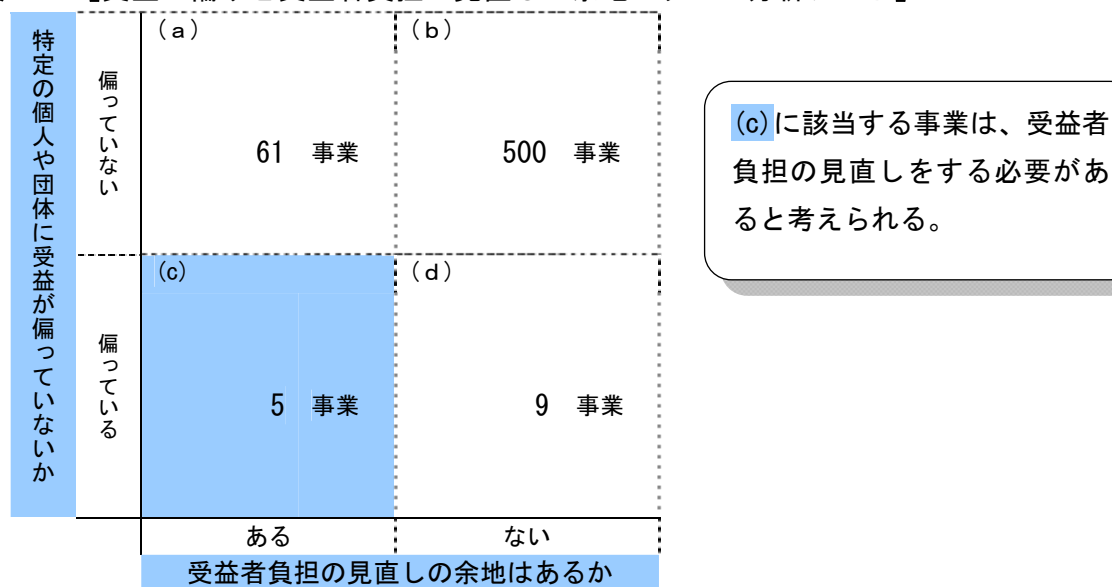 特定の個人や団体に受益が偏っていないか
偏っていない
(a)
61 事業
(b)
500 事業
偏っている
(c)
5 事業
(d)
9 事業
ある
ない
受益者負担の見直しの余地はあるか
(c)に該当する事業は、受益者
負担の見直しをする必要があ
ると考えられる。